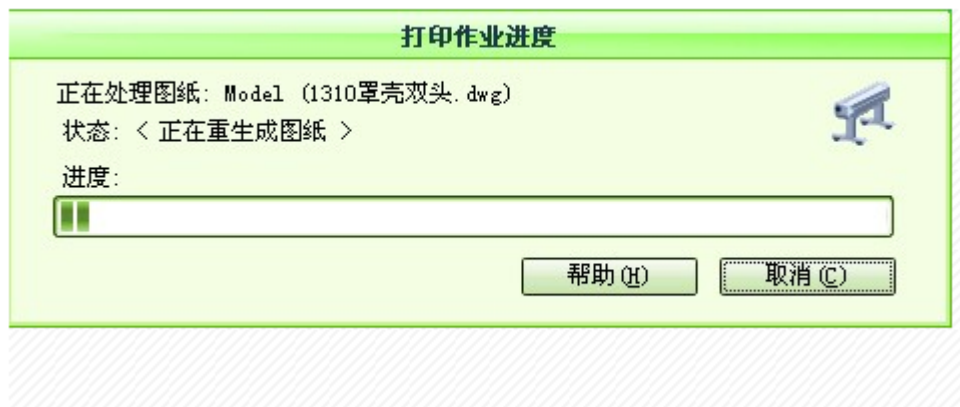 打印作业进度
正在处理图纸: Model (1310罩壳双头.dwg)
状态: < 正在重生成图纸 >
进度:
帮助(H) 取消(C)